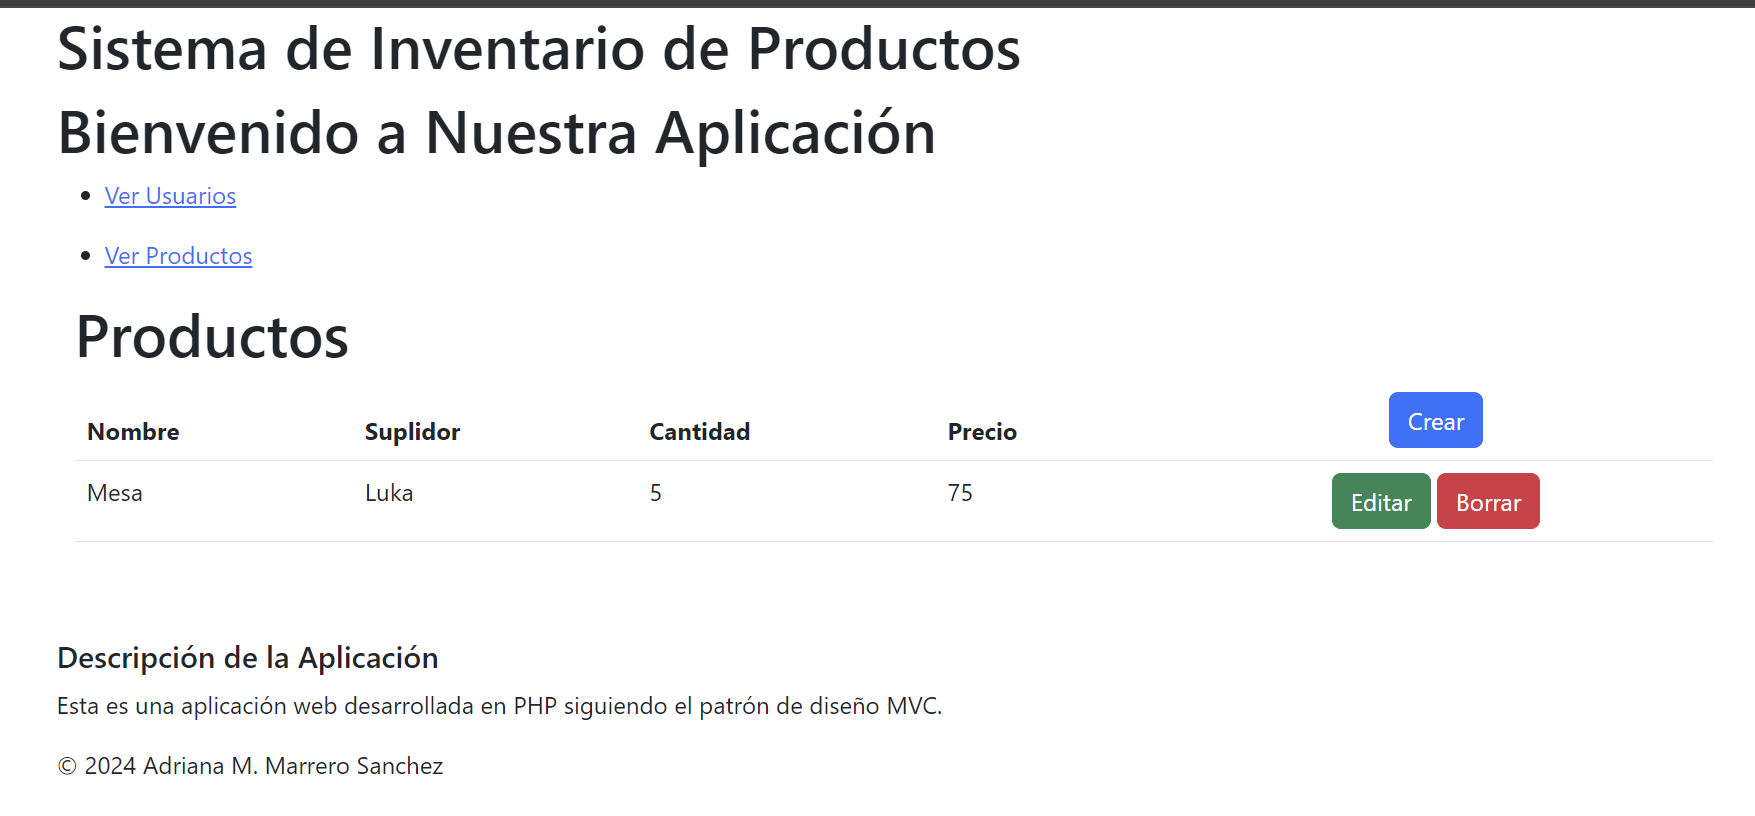 Sistema de Inventario de Productos
Bienvenido a Nuestra Aplicación
Ver Usuarios
Ver Productos
Productos
Nombre Suplidor Cantidad Precio Crear
Mesa Luka 5 75 Editar Borrar
Descripción de la Aplicación
Esta es una aplicación web desarrollada en PHP siguiendo el patrón de diseño MVC.
© 2024 Adriana M. Marrero Sanchez